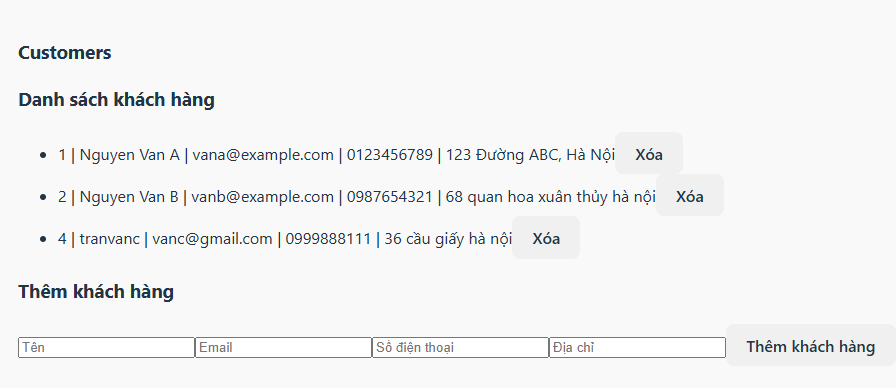 Customers
Danh sách khách hàng
1 | Nguyen Van A | vana@example.com | 0123456789 | 123 Đường ABC, Hà Nội Xóa
2 | Nguyen Van B | vanb@example.com | 0987654321 | 68 quan hoa xuân thủy hà nội Xóa
4 | tranvanc | vanc@gmail.com | 0999888111 | 36 cầu giấy hà nội Xóa
Thêm khách hàng
Tên Email Số điện thoại Địa chỉ Thêm khách hàng